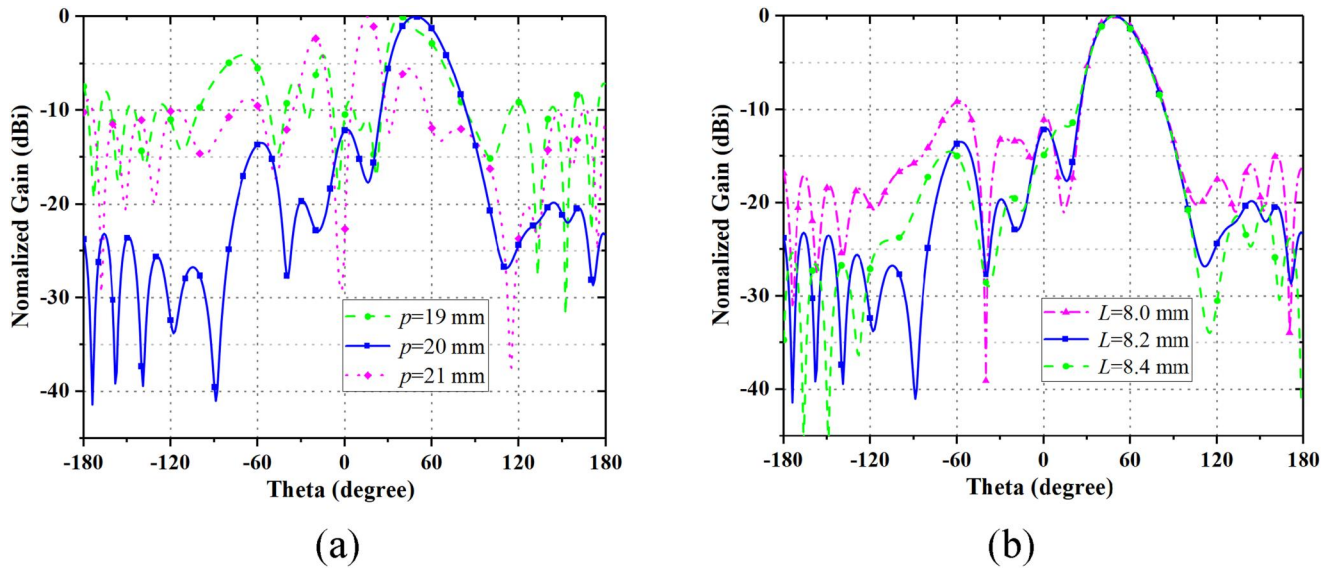 Nomalized Gain (dBi)
0
-10
-20
-30
-40
-180
-120
-60
0
60
120
180
Theta (degree)
p=19 mm
p=20 mm
p=21 mm
(a)
Nomalized Gain (dBi)
0
-10
-20
-30
-40
-180
-120
-60
0
60
120
180
Theta (degree)
L=8.0 mm
L=8.2 mm
L=8.4 mm
(b)